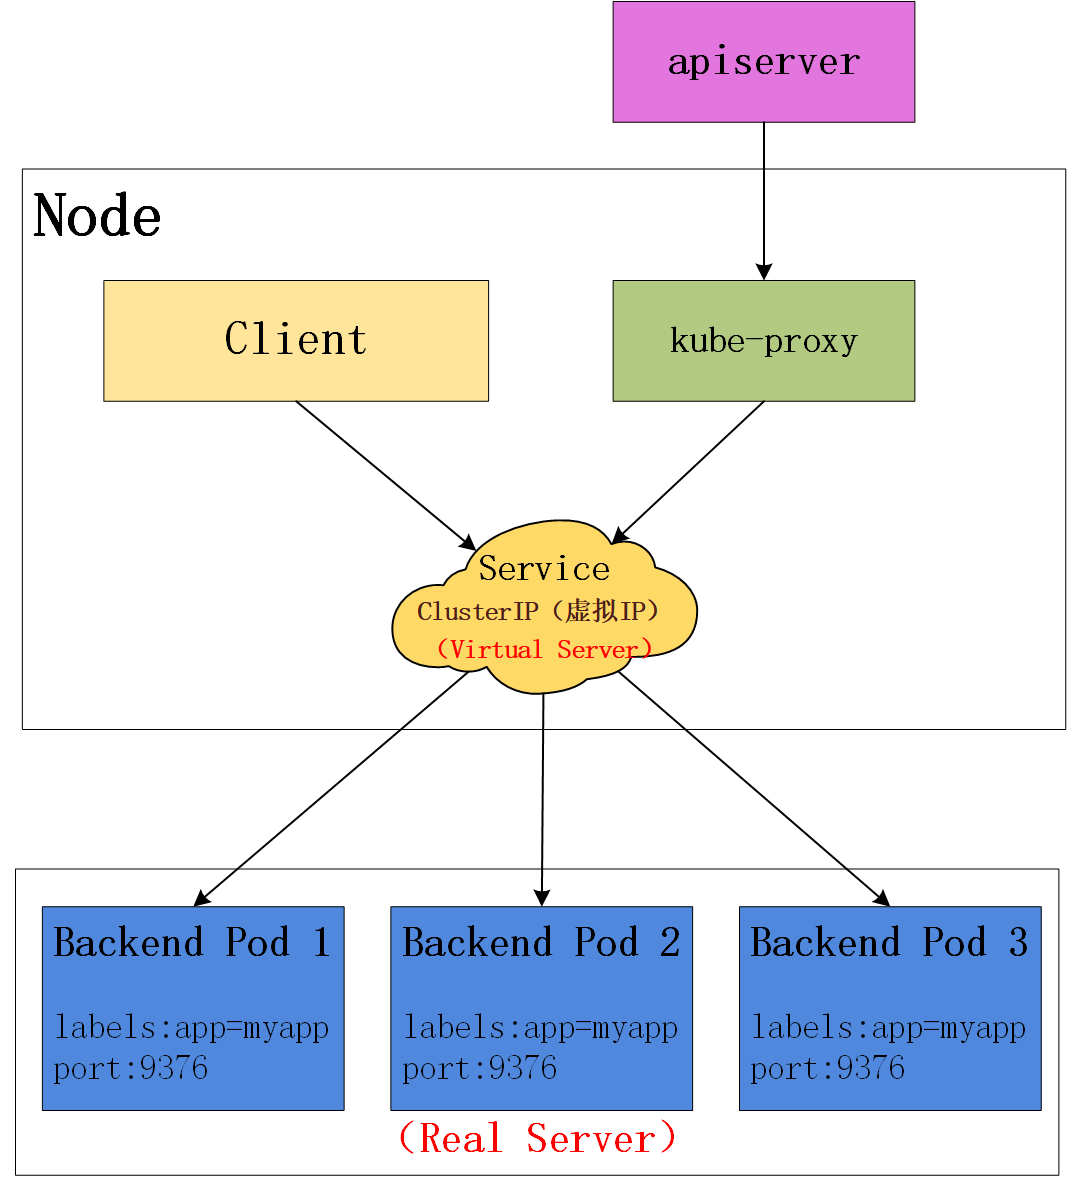 apiserver
Node
Client
kube-proxy
Service
ClusterIP（虚拟IP）
（Virtual Server）
Backend Pod 1
labels:app=myapp
port:9376
Backend Pod 2
labels:app=myapp
port:9376
Backend Pod 3
labels:app=myapp
port:9376
（Real Server）